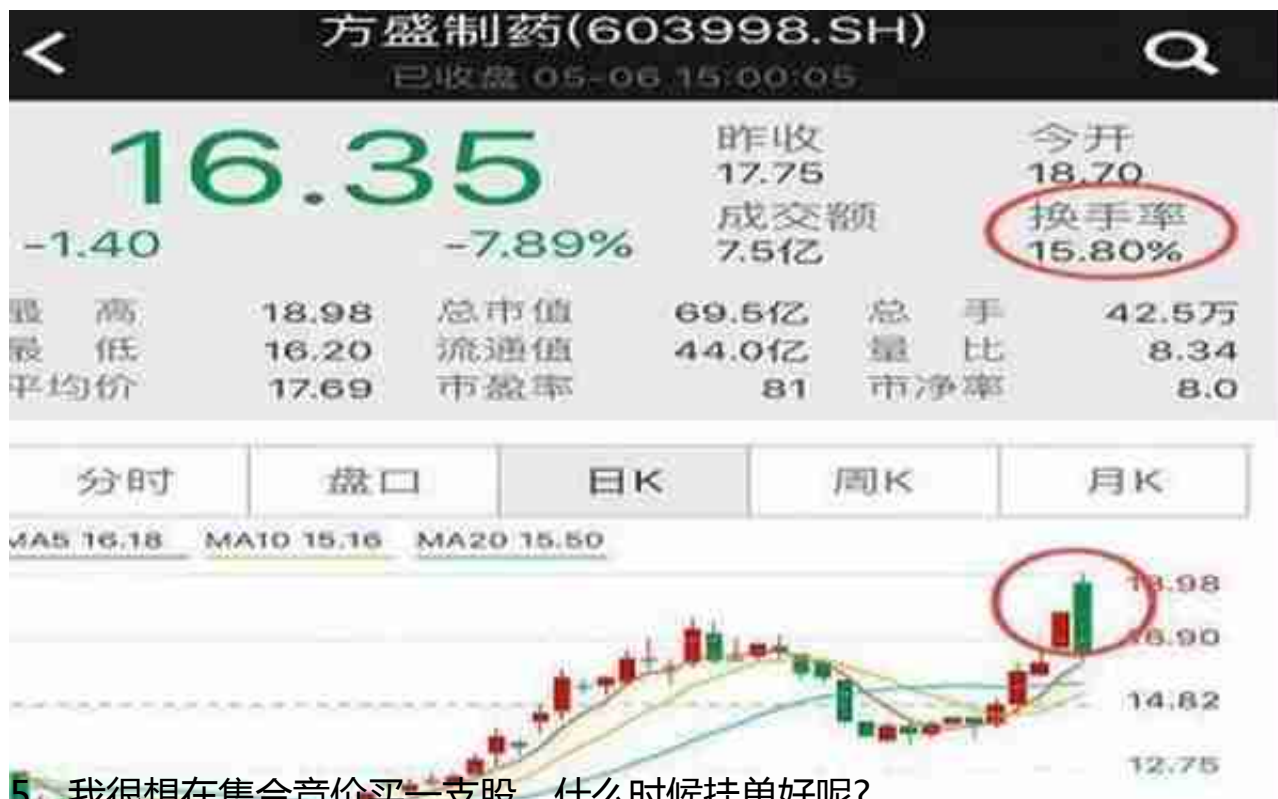 方盛制药(603998.SH)
已收盘 05-06 15:00:05
16.35
-1.40 -7.89%
昨收 今开
17.75 18.70
成交额 换手率
7.5亿 15.80%
最高 18.98 总市值 69.5亿 总手 42.5万
最低 16.20 流通值 44.0亿 量比 8.34
平均价 17.69 市盈率 81 市净率 8.0
分时 盘口 日K 周K 月K
MA5 16.18 MA10 15.16 MA20 15.50
18.98
16.90
14.82
12.75
5、我很想在集合竞价买一支股，什么时候挂单好呢?